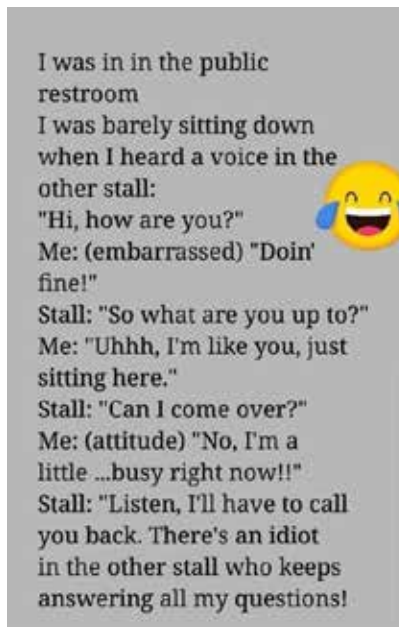 I was in in the public
restroom
I was barely sitting down
when I heard a voice in the
other stall:
"Hi, how are you?"
Me: (embarrassed) "Doin'
fine!"
Stall: "So what are you up to?"
Me: "Uhhh, I'm like you, just
sitting here."
Stall: "Can I come over?"
Me: (attitude) "No, I'm a
little ...busy right now!!"
Stall: "Listen, I'll have to call
you back. There's an idiot
in the other stall who keeps
answering all my questions!